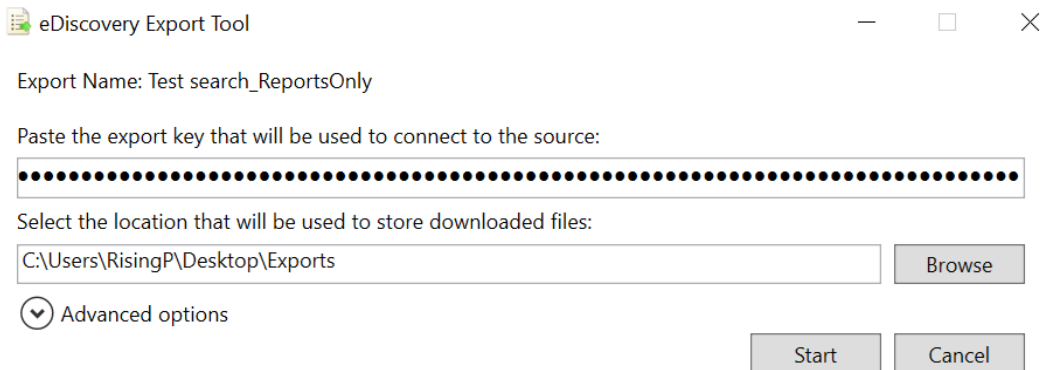 eDiscovery Export Tool
Export Name: Test search_ReportsOnly
Paste the export key that will be used to connect to the source:
Select the location that will be used to store downloaded files:
C:\Users\RisingP\Desktop\Exports
Browse
Advanced options
Start Cancel